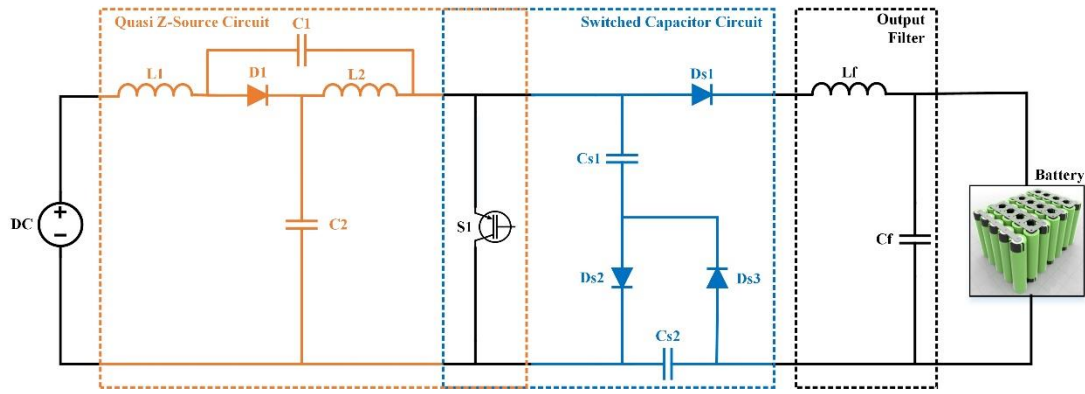 Quasi Z-Source Circuit
C1
Switched Capacitor Circuit
Output
Filter
L1
D1
L2
Ds1
Lf
Cs1
Battery
DC
C2
S1
Cf
Ds2
Ds3
Cs2